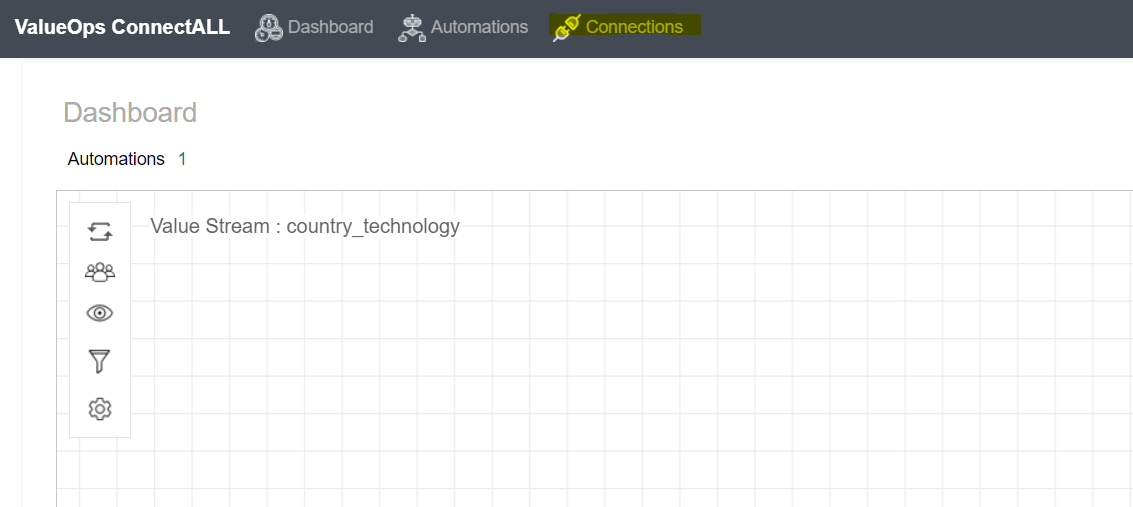 ValueOps ConnectALL Dashboard Automations Connections
Dashboard
Automations 1
Value Stream : country_technology